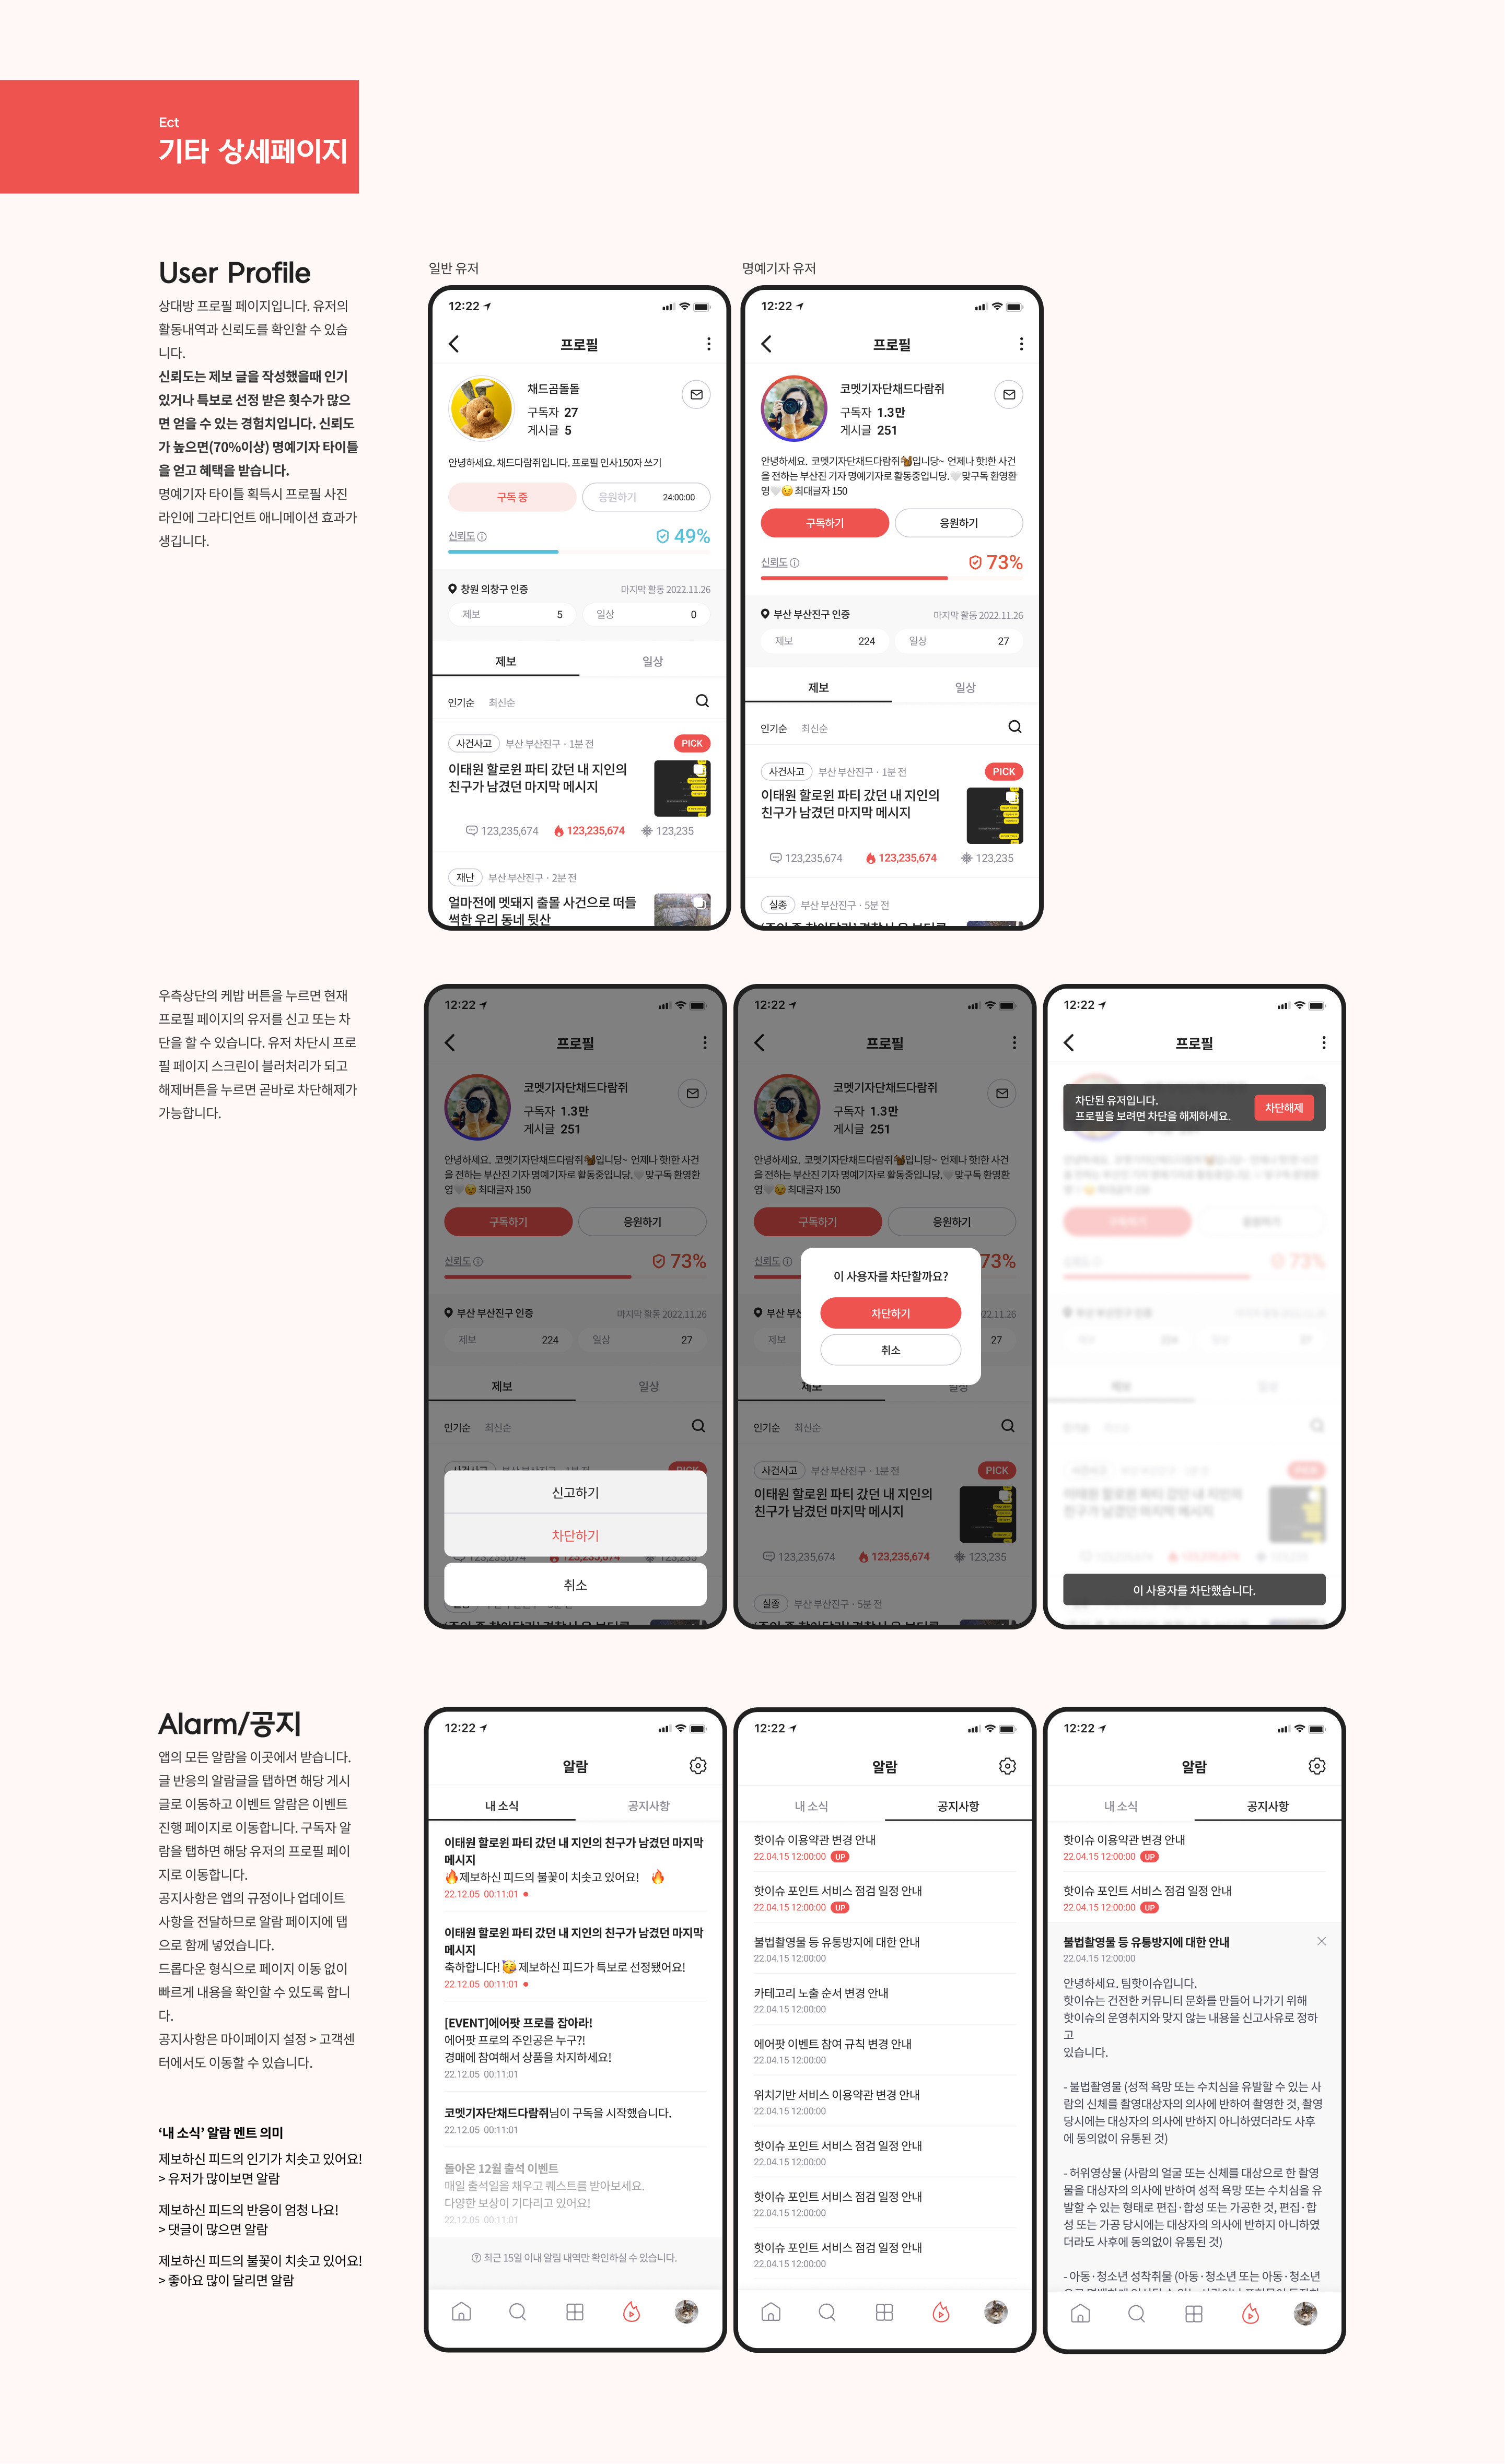 Ect
기타 상세페이지
User Profile
상대방 프로필 페이지입니다. 유저의
활동내역과 신뢰도를 확인할 수 있습
니다.
신뢰도는 제보 글을 작성했을때 인기
있거나 특보로 선정 받은 횟수가 많으
면 얻을 수 있는 경험치입니다. 신뢰도
가 높으면(70%이상) 명예기자 타이틀
을 얻고 혜택을 받습니다.
명예기자 타이틀 획득시 프로필 사진
라인에 그라디언트 애니메이션 효과가
생깁니다.
일반 유저
12:22
프로필
채드곰돌돌
구독자 27
게시글 5
안녕하세요. 채드다람쥐입니다. 프로필 인사150자 쓰기
구독 중
응원하기 24:00:00
신뢰도
49%
창원 의창구 인증
마지막 활동 2022.11.26
제보 5
일상 0
제보
일상
인기순 최신순
사건사고 부산 부산진구 · 1분 전
PICK
이태원 할로윈 파티 갔던 내 지인의
친구가 남겼던 마지막 메시지
123,235,674 123,235,674 123,235
재난 부산 부산진구 · 2분 전
얼마전에 멧돼지 출몰 사건으로 떠들
썩한 우리 동네 뒷산
명예기자 유저
12:22
프로필
코멧기자단채드다람쥐
구독자 1.3만
게시글 251
안녕하세요. 코멧기자단채드다람쥐🐿️입니당~ 언제나 핫!한 사건
을 전하는 부산진 기자 명예기자로 활동중입니당.🤍맞구독 환영환
영🤍😉 최대글자 150
구독하기
응원하기
신뢰도
73%
부산 부산진구 인증
마지막 활동 2022.11.26
제보 224
일상 27
제보
일상
인기순 최신순
사건사고 부산 부산진구 · 1분 전
PICK
이태원 할로윈 파티 갔던 내 지인의
친구가 남겼던 마지막 메시지
123,235,674 123,235,674 123,235
실종 부산 부산진구 · 5분 전
우측상단의 케밥 버튼을 누르면 현재
프로필 페이지의 유저를 신고 또는 차
단을 할 수 있습니다. 유저 차단시 프로
필 페이지 스크린이 블러처리가 되고
해제버튼을 누르면 곧바로 차단해제가
가능합니다.
12:22
프로필
코멧기자단채드다람쥐
구독자 1.3만
게시글 251
안녕하세요. 코멧기자단채드다람쥐🐿️입니당~ 언제나 핫!한 사건
을 전하는 부산진 기자 명예기자로 활동중입니당.🤍맞구독 환영환
영🤍😉 최대글자 150
구독하기
응원하기
신뢰도
73%
부산 부산진구 인증
마지막 활동 2022.11.26
제보 224
일상 27
제보
일상
인기순 최신순
신고하기
차단하기
취소
12:22
프로필
코멧기자단채드다람쥐
구독자 1.3만
게시글 251
안녕하세요. 코멧기자단채드다람쥐🐿️입니당~ 언제나 핫!한 사건
을 전하는 부산진 기자 명예기자로 활동중입니당.🤍맞구독 환영환
영🤍😉 최대글자 150
구독하기
응원하기
신뢰도
73%
이 사용자를 차단할까요?
차단하기
취소
제보
27
제보
일상
인기순 최신순
사건사고 부산 부산진구 · 1분 전
PICK
이태원 할로윈 파티 갔던 내 지인의
친구가 남겼던 마지막 메시지
123,235,674 123,235,674 123,235
실종 부산 부산진구 · 5분 전
12:22
프로필
차단된 유저입니다.
프로필을 보려면 차단을 해제하세요.
차단해제
이 사용자를 차단했습니다.
Alarm/공지
앱의 모든 알람을 이곳에서 받습니다.
글 반응의 알람글을 탭하면 해당 게시
글로 이동하고 이벤트 알람은 이벤트
진행 페이지로 이동합니다. 구독자 알
람을 탭하면 해당 유저의 프로필 페이
지로 이동합니다.
공지사항은 앱의 규정이나 업데이트
사항을 전달하므로 알람 페이지에 탭
으로 함께 넣었습니다.
드롭다운 형식으로 페이지 이동 없이
빠르게 내용을 확인할 수 있도록 합니
다.
공지사항은 마이페이지 설정 > 고객센
터에서도 이동할 수 있습니다.
‘내 소식’ 알람 멘트 의미
제보하신 피드의 인기가 치솟고 있어요!
> 유저가 많이보면 알람
제보하신 피드의 반응이 엄청 나요!
> 댓글이 많으면 알람
제보하신 피드의 불꽃이 치솟고 있어요!
> 좋아요 많이 달리면 알람
12:22
알람
내 소식
공지사항
이태원 할로윈 파티 갔던 내 지인의 친구가 남겼던 마지막
메시지
🔥제보하신 피드의 불꽃이 치솟고 있어요! 🔥
22.12.05 00:11:01
이태원 할로윈 파티 갔던 내 지인의 친구가 남겼던 마지막
메시지
축하합니다! 🥳 제보하신 피드가 특보로 선정됐어요!
22.12.05 00:11:01
[EVENT]에어팟 프로를 잡아라!
에어팟 프로의 주인공은 누구?!
경매에 참여해서 상품을 차지하세요!
22.12.05 00:11:01
코멧기자단채드다람쥐님이 구독을 시작했습니다.
22.12.05 00:11:01
돌아온 12월 출석 이벤트
매일 출석일을 채우고 퀘스트를 받아보세요.
다양한 보상이 기다리고 있어요!
22.12.05 00:11:01
최근 15일 이내 알림 내역만 확인하실 수 있습니다.
12:22
알람
내 소식
공지사항
핫이슈 이용약관 변경 안내
22.04.15 12:00:00 UP
핫이슈 포인트 서비스 점검 일정 안내
22.04.15 12:00:00 UP
불법촬영물 등 유통방지에 대한 안내
22.04.15 12:00:00
카테고리 노출 순서 변경 안내
22.04.15 12:00:00
에어팟 이벤트 참여 규칙 변경 안내
22.04.15 12:00:00
위치기반 서비스 이용약관 변경 안내
22.04.15 12:00:00
핫이슈 포인트 서비스 점검 일정 안내
22.04.15 12:00:00
핫이슈 포인트 서비스 점검 일정 안내
22.04.15 12:00:00
핫이슈 포인트 서비스 점검 일정 안내
22.04.15 12:00:00
12:22
알람
내 소식
공지사항
핫이슈 이용약관 변경 안내
22.04.15 12:00:00 UP
핫이슈 포인트 서비스 점검 일정 안내
22.04.15 12:00:00 UP
불법촬영물 등 유통방지에 대한 안내
22.04.15 12:00:00
안녕하세요. 팀핫이슈입니다.
핫이슈는 건전한 커뮤니티 문화를 만들어 나가기 위해
핫이슈의 운영취지와 맞지 않는 내용을 신고사유로 정하
고
있습니다.
- 불법촬영물 (성적 욕망 또는 수치심을 유발할 수 있는 사
람의 신체를 촬영대상자의 의사에 반하여 촬영한 것, 촬영
당시에는 대상자의 의사에 반하지 아니하였더라도 사후
에 동의없이 유통된 것)
- 허위영상물 (사람의 얼굴 또는 신체를 대상으로 한 촬영
물을 대상자의 의사에 반하여 성적 욕망 또는 수치심을 유
발할 수 있는 형태로 편집·합성 또는 가공한 것, 편집·합
성 또는 가공 당시에는 대상자의 의사에 반하지 아니하였
더라도 사후에 동의없이 유통된 것)
- 아동·청소년 성착취물 (아동·청소년 또는 아동·청소년